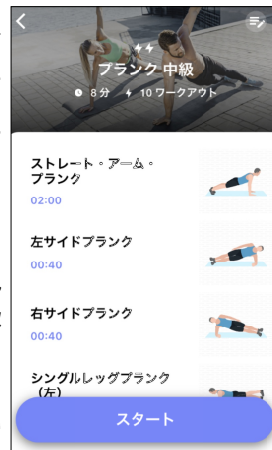 プランク 中級
8 分 10 ワークアウト
ストレート・アーム・
プランク
02:00
左サイドプランク
00:40
右サイドプランク
00:40
シングルレッグプランク
（左）
スタート